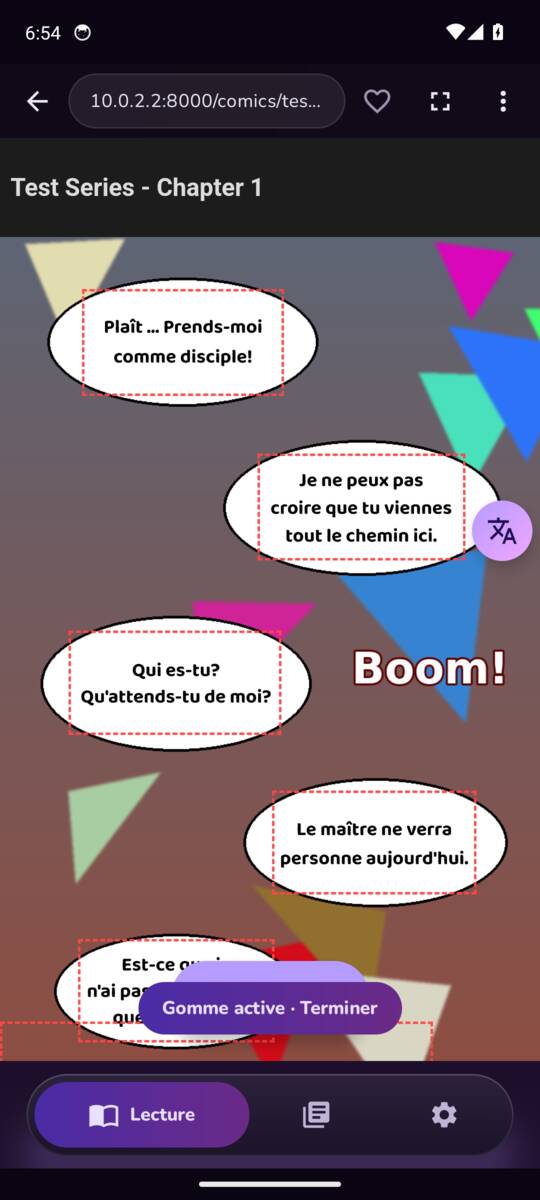 6:54
10.0.2.2:8000/comics/tes...
Test Series - Chapter 1
Plaît ... Prends-moi
comme disciple!
Je ne peux pas
croire que tu viennes
tout le chemin ici.
Qui es-tu?
Qu'attends-tu de moi?
Boom!
Le maître ne verra
personne aujourd'hui.
Est-ce
n'ai
Gomme active · Terminer
Lecture